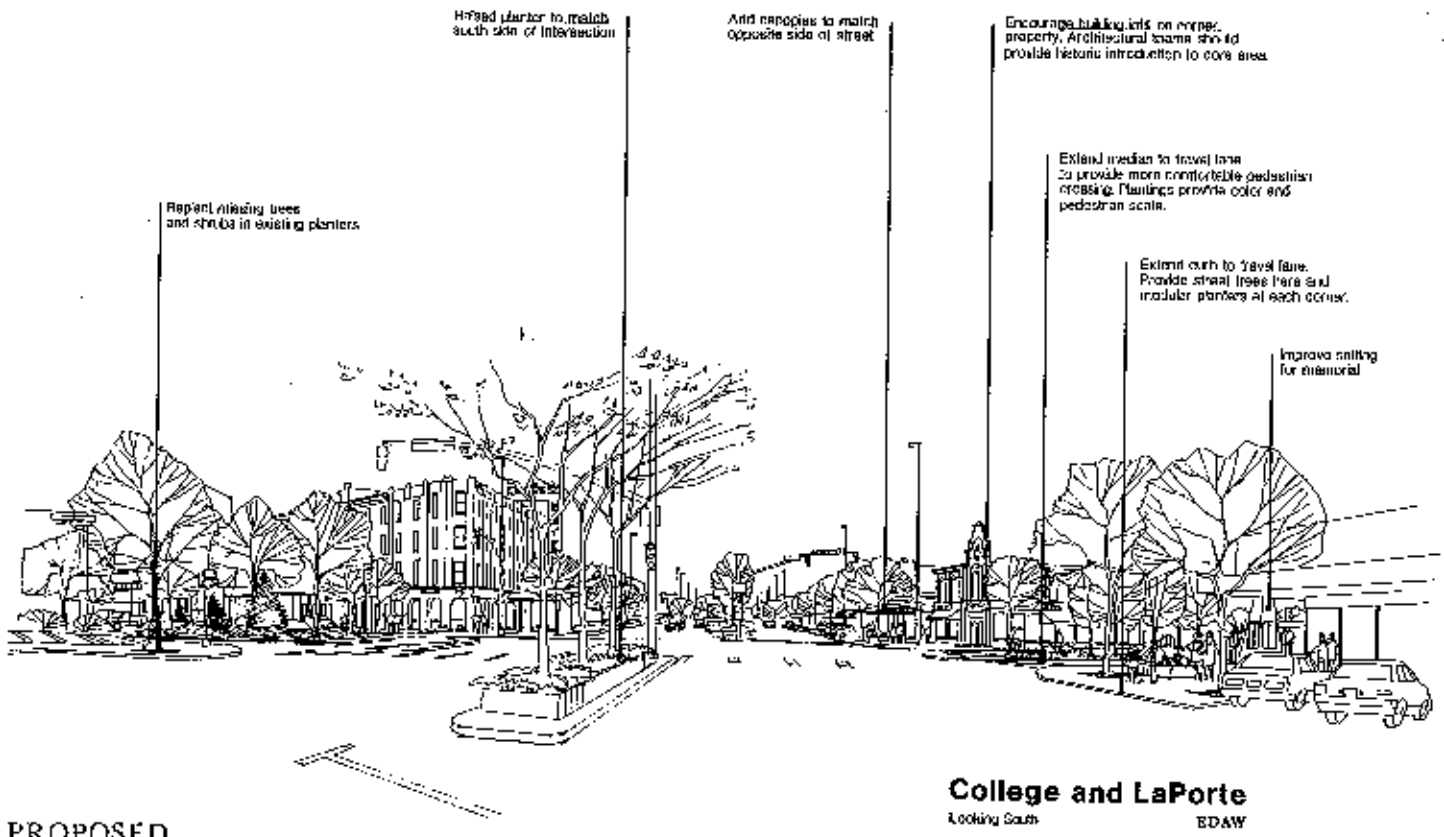 Raised planter to match
south side of intersection
Add canopies to match
opposite side of street
Encourage building infill on corner
property. Architectural theme should
provide historic introduction to core area.
Extend median to travel lane
to provide more comfortable pedestrian
crossing. Plantings provide color and
pedestrian scale.
Replace missing trees
and shrubs in existing planters
Extend curb to travel lane.
Provide street trees here and
modular planters at each corner.
Improve setting
for memorial
College and LaPorte
Looking South
EDAW
PROPOSED